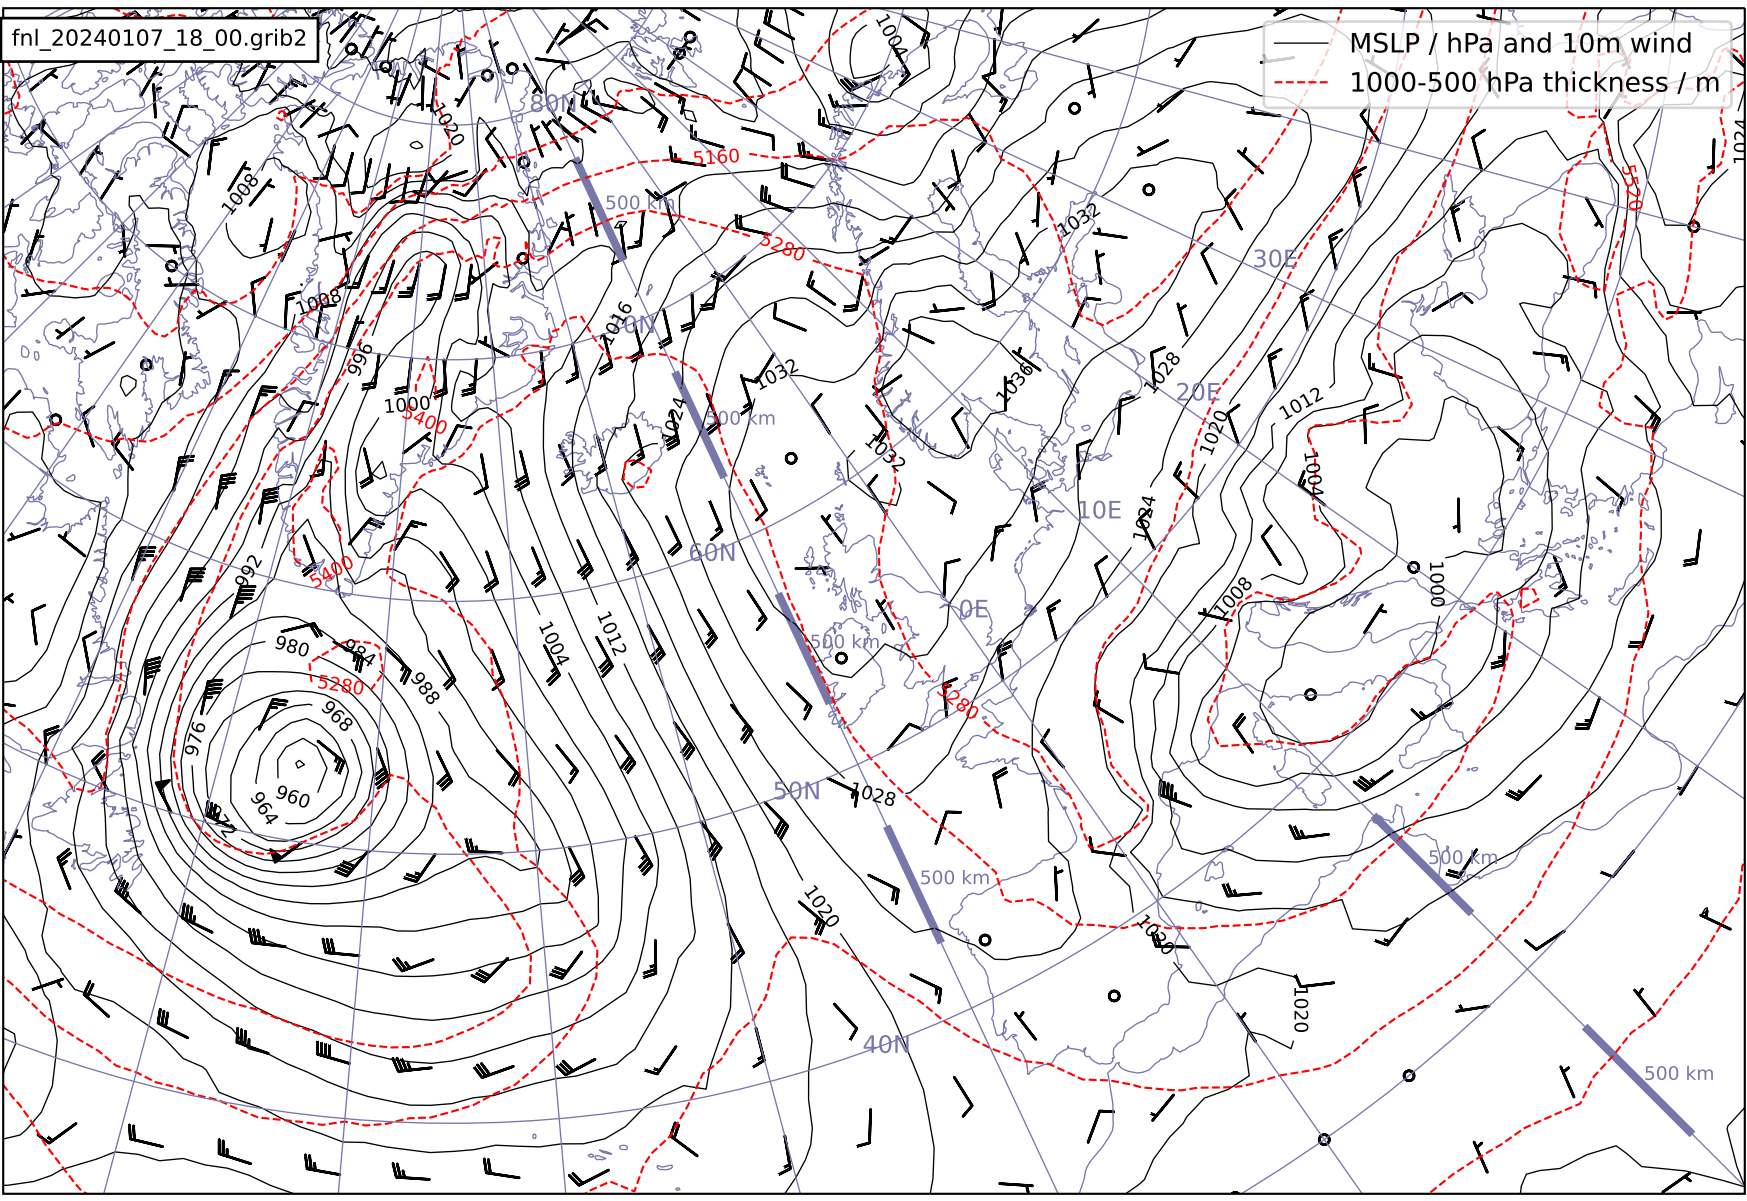 fnl_20240107_18_00.grib2
MSLP / hPa and 10m wind
1000-500 hPa thickness / m
1004
80N
1020
1024
5160
5520
1008
500 km
1032
5280
30E
1008
1016
996
1032
1036
1028
20E
1000
5400
1024
500 km
1012
1020
1032
1004
10E
1024
60N
992
5400
1008
1000
0E
980
984
1004
1012
500 km
5280
988
5280
968
976
960
964
972
50N
1028
500 km
500 km
1020
1020
1020
40N
500 km